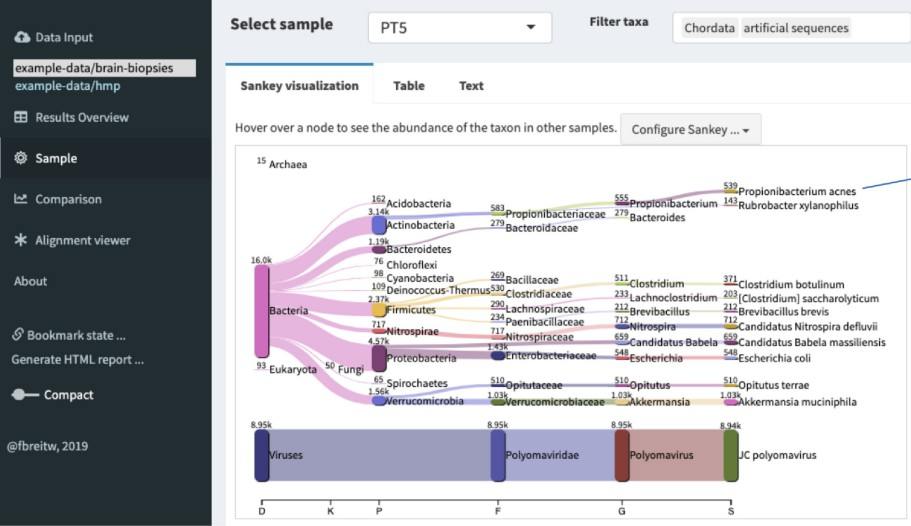 Data Input
example-data/brain-biopsies
example-data/hmp
Results Overview
Sample
Comparison
Alignment viewer
About
Bookmark state ...
Generate HTML report ...
Compact
@fbreitw, 2019
Select sample
PT5
Filter taxa
Chordata artificial sequences
Sankey visualization Table Text
Hover over a node to see the abundance of the taxon in other samples.
Configure Sankey ...
15 Archaea
539 Propionibacterium acnes
162 Acidobacteria
555 Propionibacterium
143 Rubrobacter xylanophilus
3.14k Actinobacteria
583 Propionibacteriaceae
279 Bacteroides
279 Bacteroidaceae
1.19k Bacteroidetes
76 Chloroflexi
16.0k Bacteria
98 Cyanobacteria
269 Bacillaceae
511 Clostridium
371 Clostridium botulinum
109 Deinococcus-Thermus
530 Clostridiaceae
233 Lachnoclostridium
203 [Clostridium] saccharolyticum
2.37k Firmicutes
290 Lachnospiraceae
212 Brevibacillus
212 Brevibacillus brevis
234 Paenibacillaceae
712 Nitrospira
712 Candidatus Nitrospira defluvii
717 Nitrospirae
717 Nitrospiraceae
659 Candidatus Babela
659 Candidatus Babela massiliensis
4.57k Proteobacteria
1.43k Enterobacteriaceae
548 Escherichia
548 Escherichia coli
93 Eukaryota
50 Fungi
65 Spirochaetes
510 Opitutaceae
510 Opitutus
510 Opitutus terrae
1.56k Verrucomicrobia
1.03k Verrucomicrobiaceae
1.03k Akkermansia
1.03k Akkermansia muciniphila
8.95k Viruses
8.95k Polyomaviridae
8.95k Polyomavirus
8.94k JC polyomavirus
D K P F G S